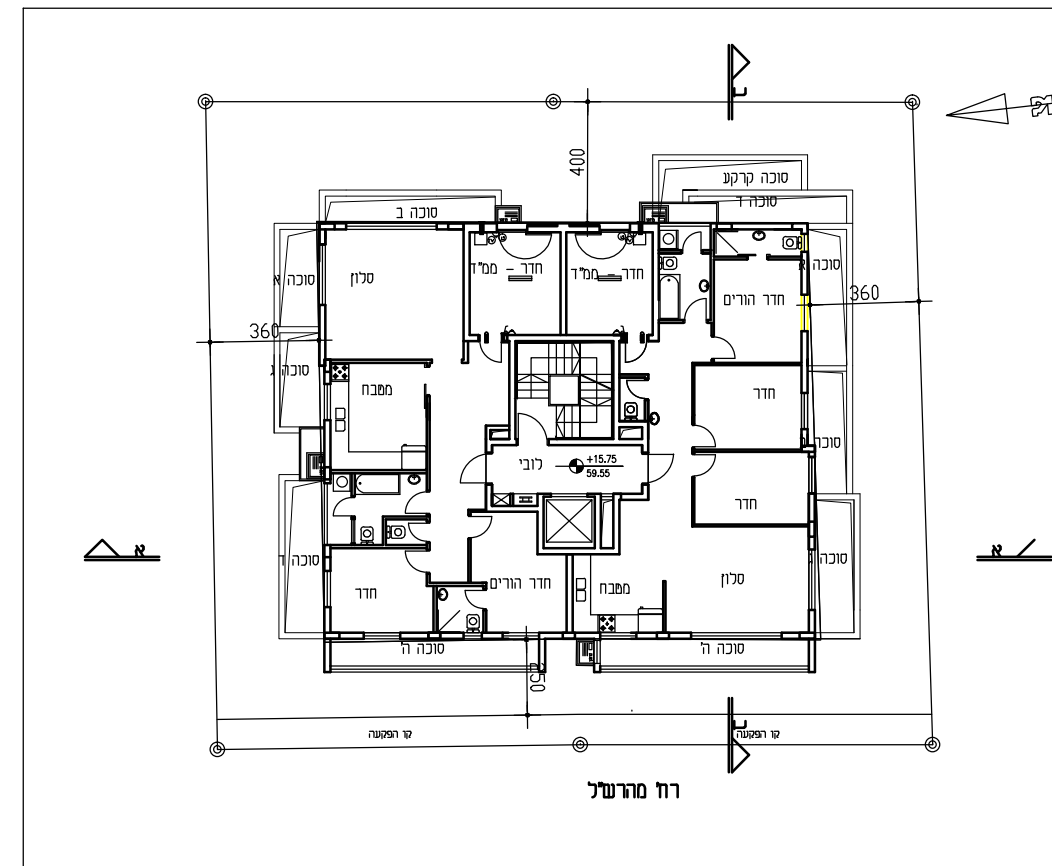 צפ
400
סוכה קרקע
סוכה ד
סוכה ב
חדר - ממ"ד
חדר - ממ"ד
סלון
סוכה א
סוכה א
חדר הורים
360
360
סוכה ג
מטבח
חדר
סוכה
לובי
+15.75
59.55
חדר
סוכה ד
סוכה
חדר
חדר הורים
מטבח
סלון
א
א
סוכה ה'
סוכה ה'
קו הפקעה
קו הפקעה
רח' מהרש"ל